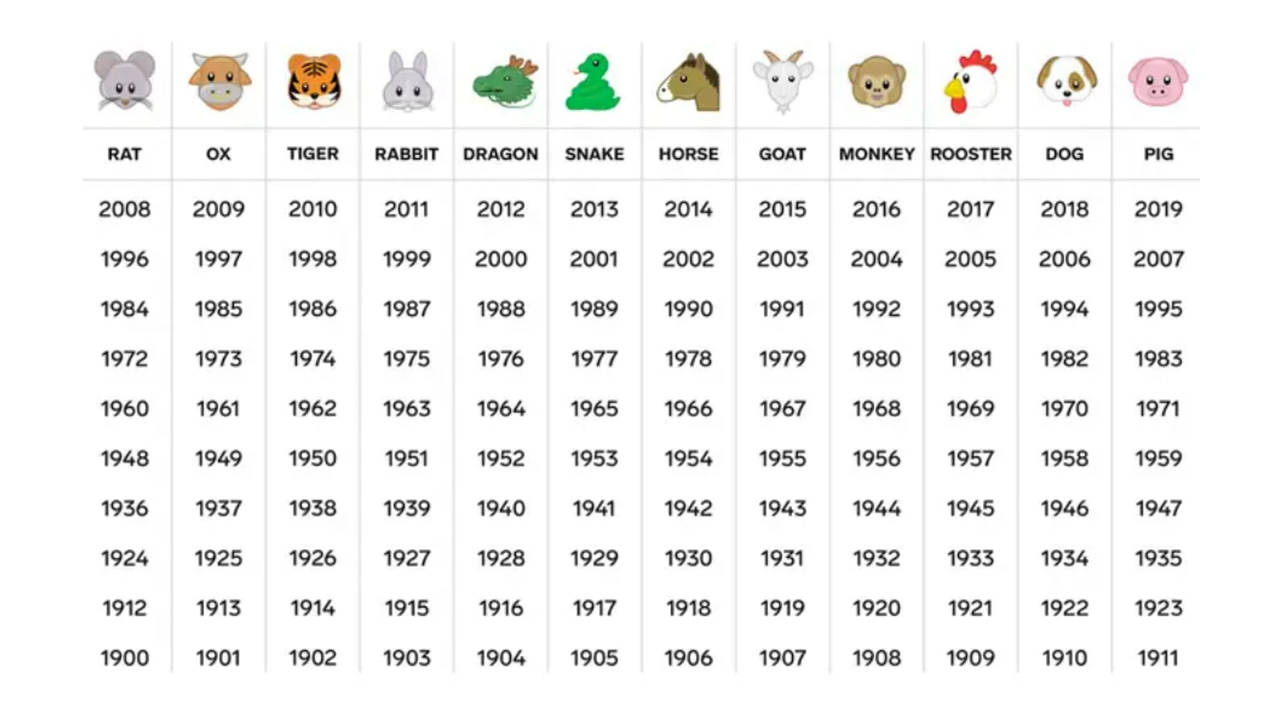 RAT OX TIGER RABBIT DRAGON SNAKE HORSE GOAT MONKEY ROOSTER DOG PIG
2008 2009 2010 2011 2012 2013 2014 2015 2016 2017 2018 2019
1996 1997 1998 1999 2000 2001 2002 2003 2004 2005 2006 2007
1984 1985 1986 1987 1988 1989 1990 1991 1992 1993 1994 1995
1972 1973 1974 1975 1976 1977 1978 1979 1980 1981 1982 1983
1960 1961 1962 1963 1964 1965 1966 1967 1968 1969 1970 1971
1948 1949 1950 1951 1952 1953 1954 1955 1956 1957 1958 1959
1936 1937 1938 1939 1940 1941 1942 1943 1944 1945 1946 1947
1924 1925 1926 1927 1928 1929 1930 1931 1932 1933 1934 1935
1912 1913 1914 1915 1916 1917 1918 1919 1920 1921 1922 1923
1900 1901 1902 1903 1904 1905 1906 1907 1908 1909 1910 1911